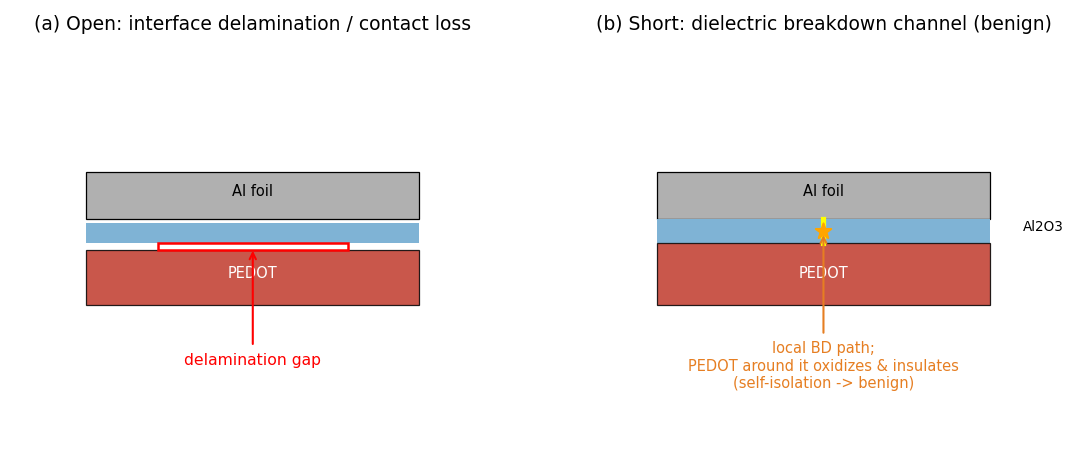 (a) Open: interface delamination / contact loss
Al foil
PEDOT
delamination gap
(b) Short: dielectric breakdown channel (benign)
Al foil
Al2O3
PEDOT
local BD path;
PEDOT around it oxidizes & insulates
(self-isolation -> benign)